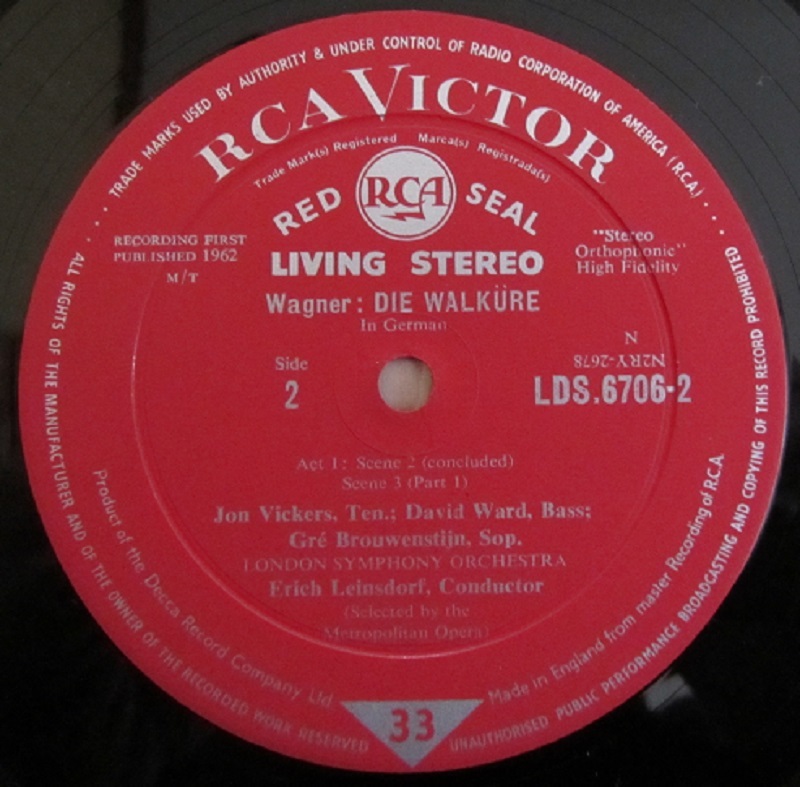 TRADE MARKS USED BY AUTHORITY & UNDER CONTROL OF RADIO CORPORATION OF AMERICA (R.C.A.)
RCA VICTOR
Trade Mark(s) Registered Marca(s) Registrada(s)
RED RCA SEAL
RECORDING FIRST
PUBLISHED 1962
M/T
LIVING STEREO
"Stereo
Orthophonic"
High Fidelity
Wagner: DIE WALKÜRE
In German
Side
2
N
N2RY-2678
LDS.6706-2
Act 1: Scene 2 (concluded)
Scene 3 (Part 1)
Jon Vickers, Ten.; David Ward, Bass;
Gré Brouwenstijn, Sop.
LONDON SYMPHONY ORCHESTRA
Erich Leinsdorf, Conductor
(Selected by the
Metropolitan Opera)
Product of the Decca Record Company Ltd
33
Made in England from master Recording of R.C.A.
ALL RIGHTS OF THE MANUFACTURER AND OF THE OWNER OF THE RECORDED WORK RESERVED
UNAUTHORISED PUBLIC PERFORMANCE BROADCASTING AND COPYING OF THIS RECORD PROHIBITED